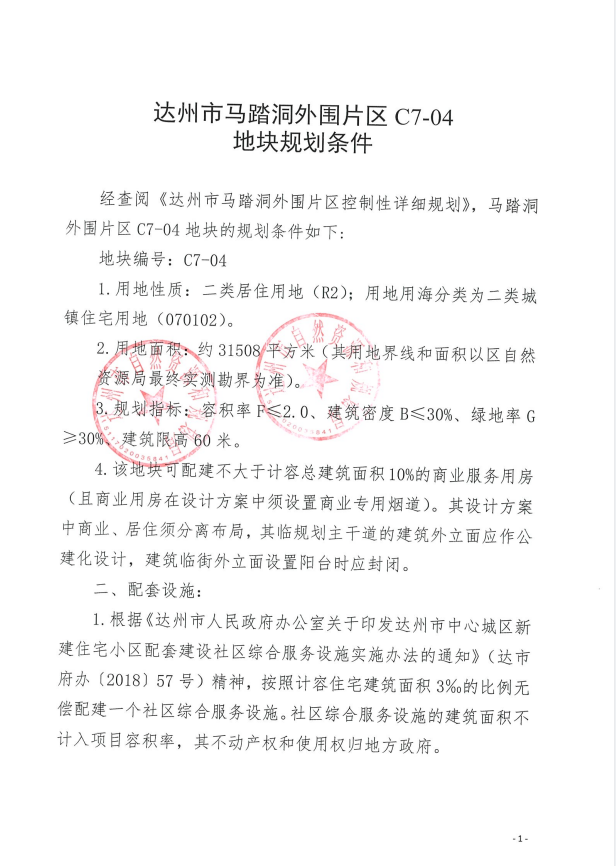 达州市马踏洞外围片区 C7-04
地块规划条件
经查阅《达州市马踏洞外围片区控制性详细规划》，马踏洞
外围片区 C7-04 地块的规划条件如下：
地块编号：C7-04
1.用地性质：二类居住用地（R2）；用地用海分类为二类城
镇住宅用地（070102）。
2.用地面积：约 31508 平方米（其用地界线和面积以区自然
资源局最终实测勘界为准）。
3.规划指标：容积率 F≤2.0、建筑密度 B≤30%、绿地率 G
≥30%、建筑限高 60 米。
4.该地块可配建不大于计容总建筑面积 10%的商业服务用房
（且商业用房在设计方案中须设置商业专用烟道）。其设计方案
中商业、居住须分离布局，其临规划主干道的建筑外立面应作公
建化设计，建筑临街外立面设置阳台时应封闭。
二、配套设施：
1.根据《达州市人民政府办公室关于印发达州市中心城区新
建住宅小区配套建设社区综合服务设施实施办法的通知》（达市
府办〔2018〕57 号）精神，按照计容住宅建筑面积 3‰的比例无
偿配建一个社区综合服务设施。社区综合服务设施的建筑面积不
计入项目容积率，其不动产权和使用权归地方政府。
- 1 -